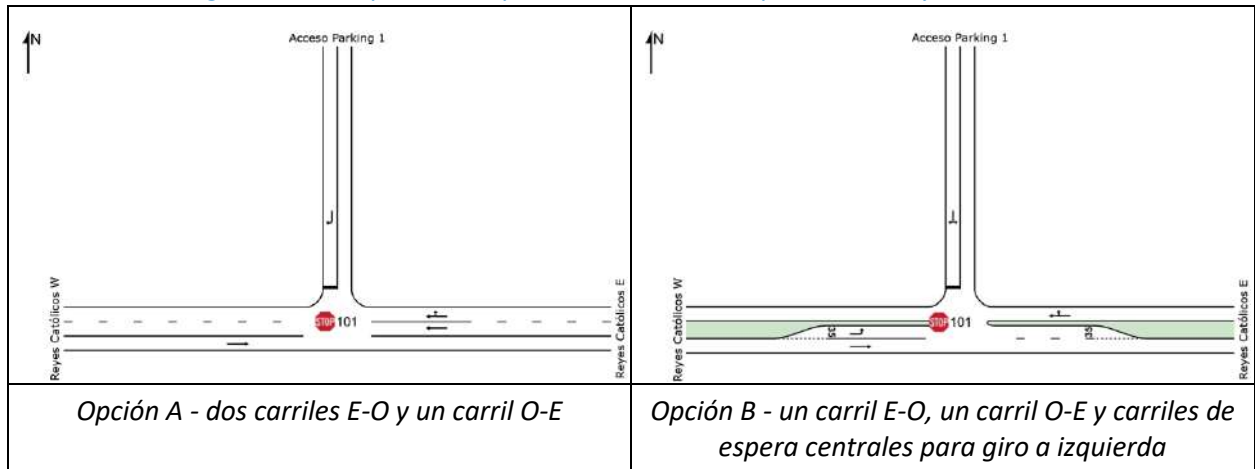 N
Acceso Parking 1
Reyes Católicos W
STOP 101
Reyes Católicos E
Opción A - dos carriles E-O y un carril O-E
N
Acceso Parking 1
Reyes Católicos W
STOP 101
35
Reyes Católicos E
Opción B - un carril E-O, un carril O-E y carriles de
espera centrales para giro a izquierda